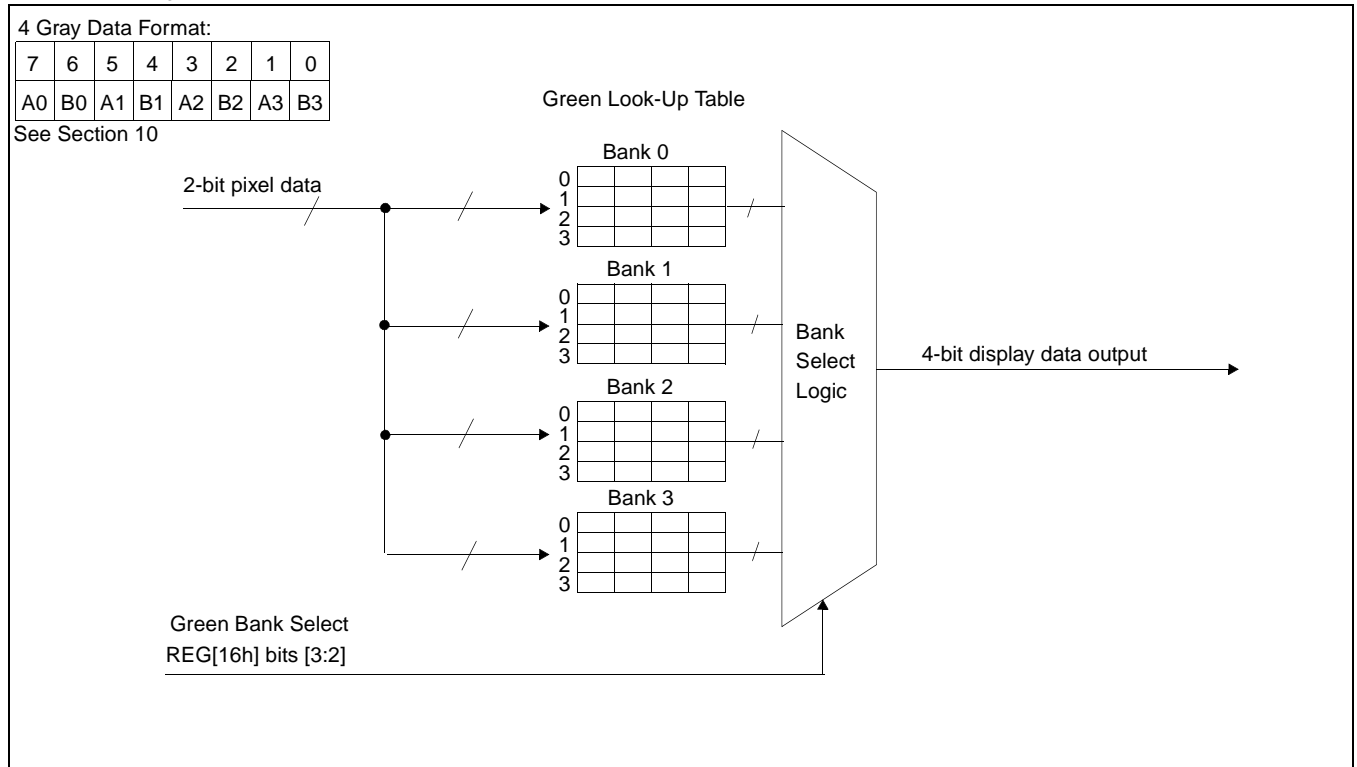 4 Gray Data Format:
7 6 5 4 3 2 1 0
A0 B0 A1 B1 A2 B2 A3 B3
See Section 10
Green Look-Up Table
2-bit pixel data
Bank 0
0
1
2
3
Bank 1
0
1
2
3
Bank 2
0
1
2
3
Bank 3
0
1
2
3
Bank
Select
Logic
4-bit display data output
Green Bank Select
REG[16h] bits [3:2]